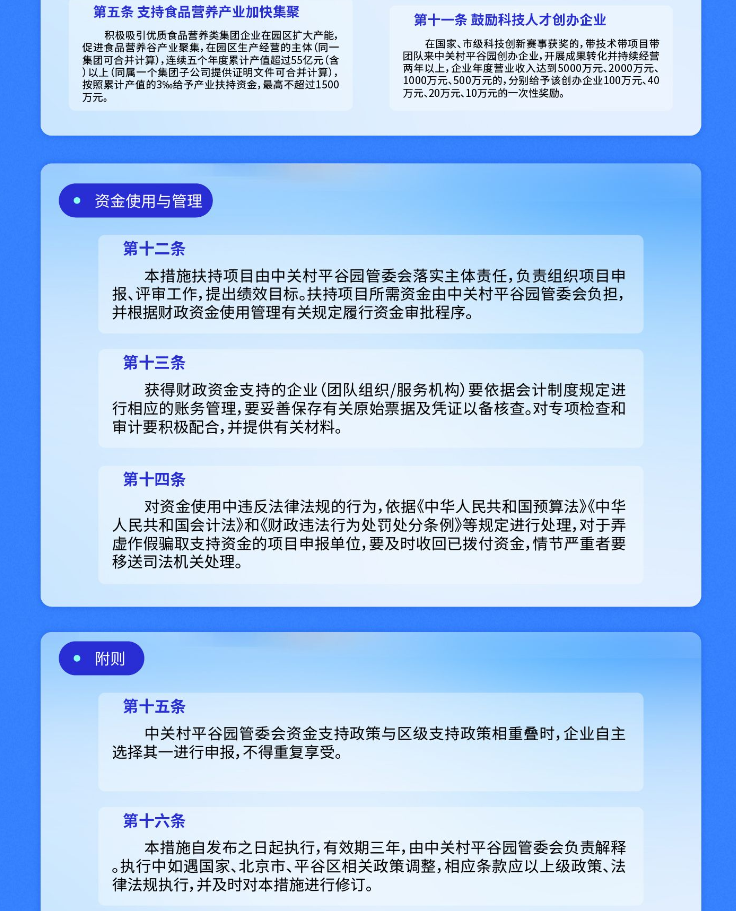 第五条 支持食品营养产业加快集聚
积极吸引优质食品营养类集团企业在园区扩大产能,
促进食品营养谷产业聚集,在园区生产经营的主体(同一
集团可合并计算),连续五个年度累计产值超过55亿元(含
)以上(同属一个集团子公司提供证明文件可合并计算),
按照累计产值的3‰给予产业扶持资金,最高不超过1500
万元。
第十一条 鼓励科技人才创办企业
在国家、市级科技创新赛事获奖的,带技术带项目带
团队来中关村平谷园创办企业,开展成果转化并持续经营
两年以上,企业年度营业收入达到5000万元、2000万元、
1000万元、500万元的,分别给予该创办企业100万元、40
万元、20万元、10万元的一次性奖励。
资金使用与管理
第十二条
本措施扶持项目由中关村平谷园管委会落实主体责任,负责组织项目申
报、评审工作,提出绩效目标。扶持项目所需资金由中关村平谷园管委会负担,
并根据财政资金使用管理有关规定履行资金审批程序。
第十三条
获得财政资金支持的企业(团队组织/服务机构)要依据会计制度规定进
行相应的账务管理,要妥善保存有关原始票据及凭证以备核查。对专项检查和
审计要积极配合,并提供有关材料。
第十四条
对资金使用中违反法律法规的行为,依据《中华人民共和国预算法》《中华
人民共和国会计法》和《财政违法行为处罚处分条例》等规定进行处理,对于弄
虚作假骗取支持资金的项目申报单位,要及时收回已拨付资金,情节严重者要
移送司法机关处理。
附则
第十五条
中关村平谷园管委会资金支持政策与区级支持政策相重叠时,企业自主
选择其一进行申报,不得重复享受。
第十六条
本措施自发布之日起执行,有效期三年,由中关村平谷园管委会负责解释
。执行中如遇国家、北京市、平谷区相关政策调整,相应条款应以上级政策、法
律法规执行,并及时对本措施进行修订。